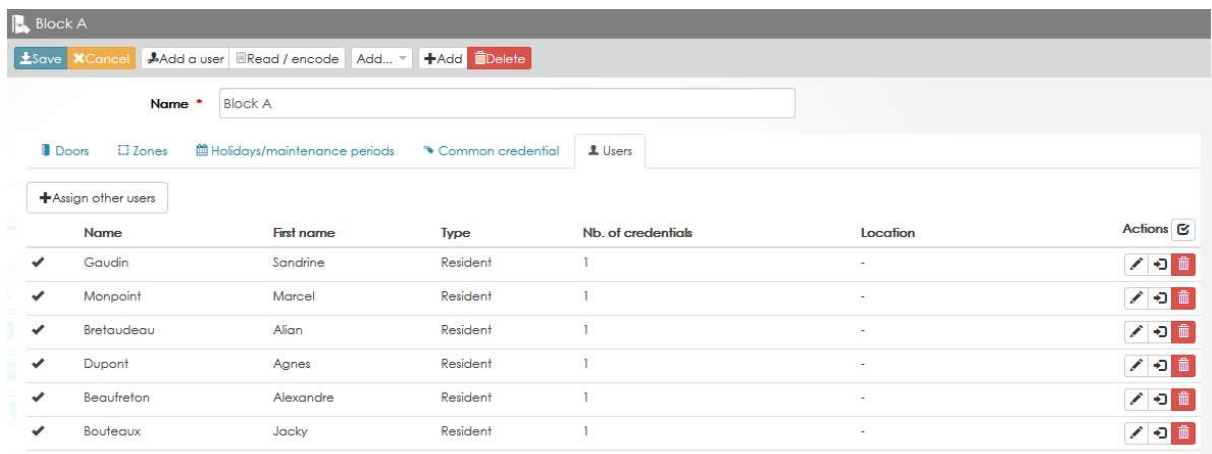 Block A
Save Cancel Add a user Read / encode Add... Add Delete
Name * Block A
Doors Zones Holidays/maintenance periods Common credential Users
Assign other users
Name First name Type Nb. of credentials Location Actions
Gaudin Sandrine Resident 1 -
Monpoint Marcel Resident 1 -
Bretaudeau Alian Resident 1 -
Dupont Agnes Resident 1 -
Beaufreton Alexandre Resident 1 -
Bouteaux Jacky Resident 1 -